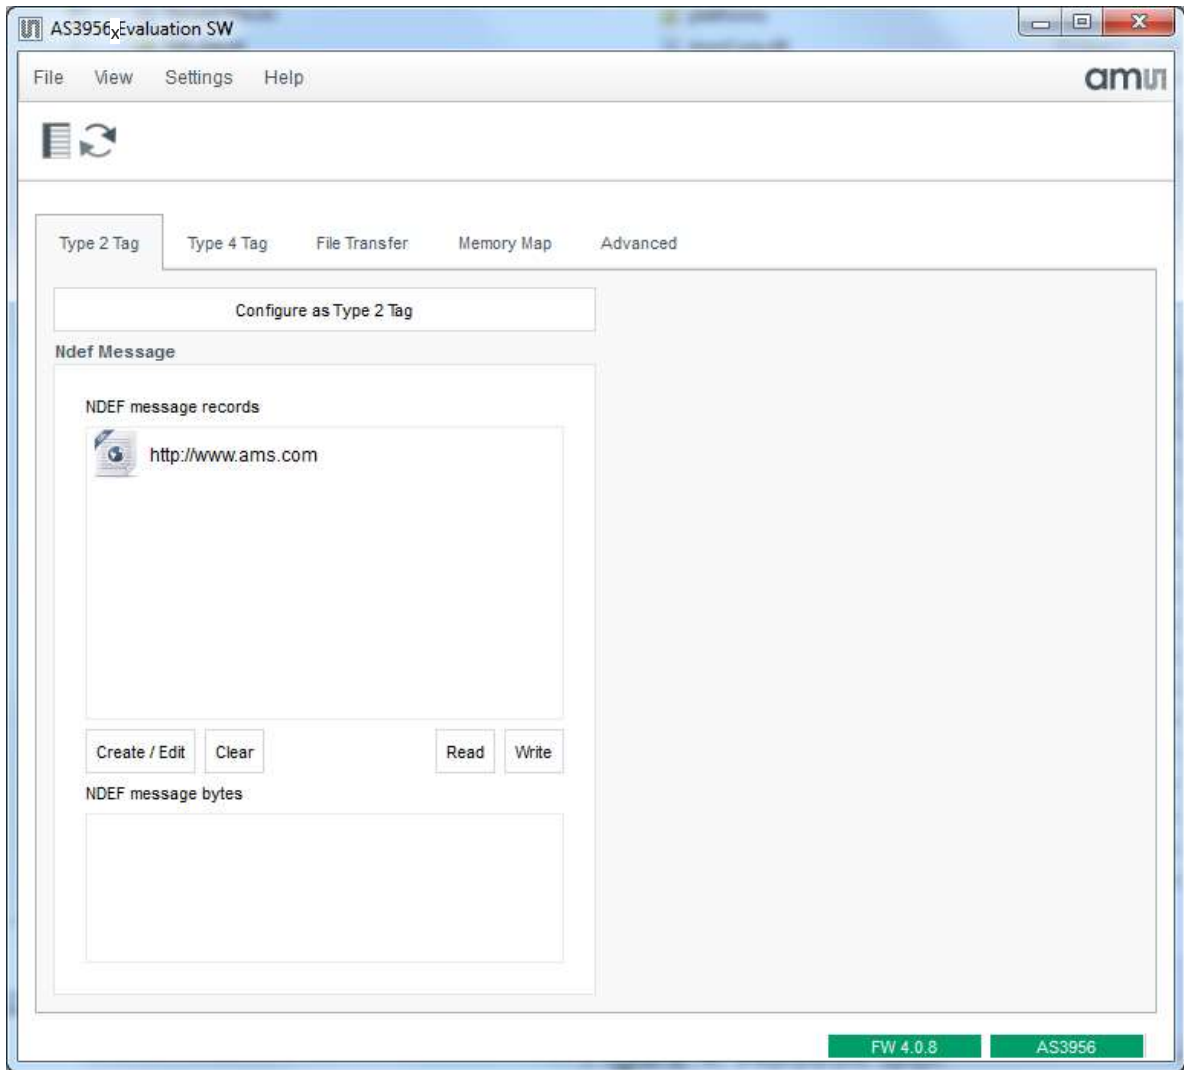 AS3956xEvaluation SW
File View Settings Help
amu
Type 2 Tag Type 4 Tag File Transfer Memory Map Advanced
Configure as Type 2 Tag
Ndef Message
NDEF message records
http://www.ams.com
Create / Edit Clear Read Write
NDEF message bytes
FW 4.0.8 AS3956